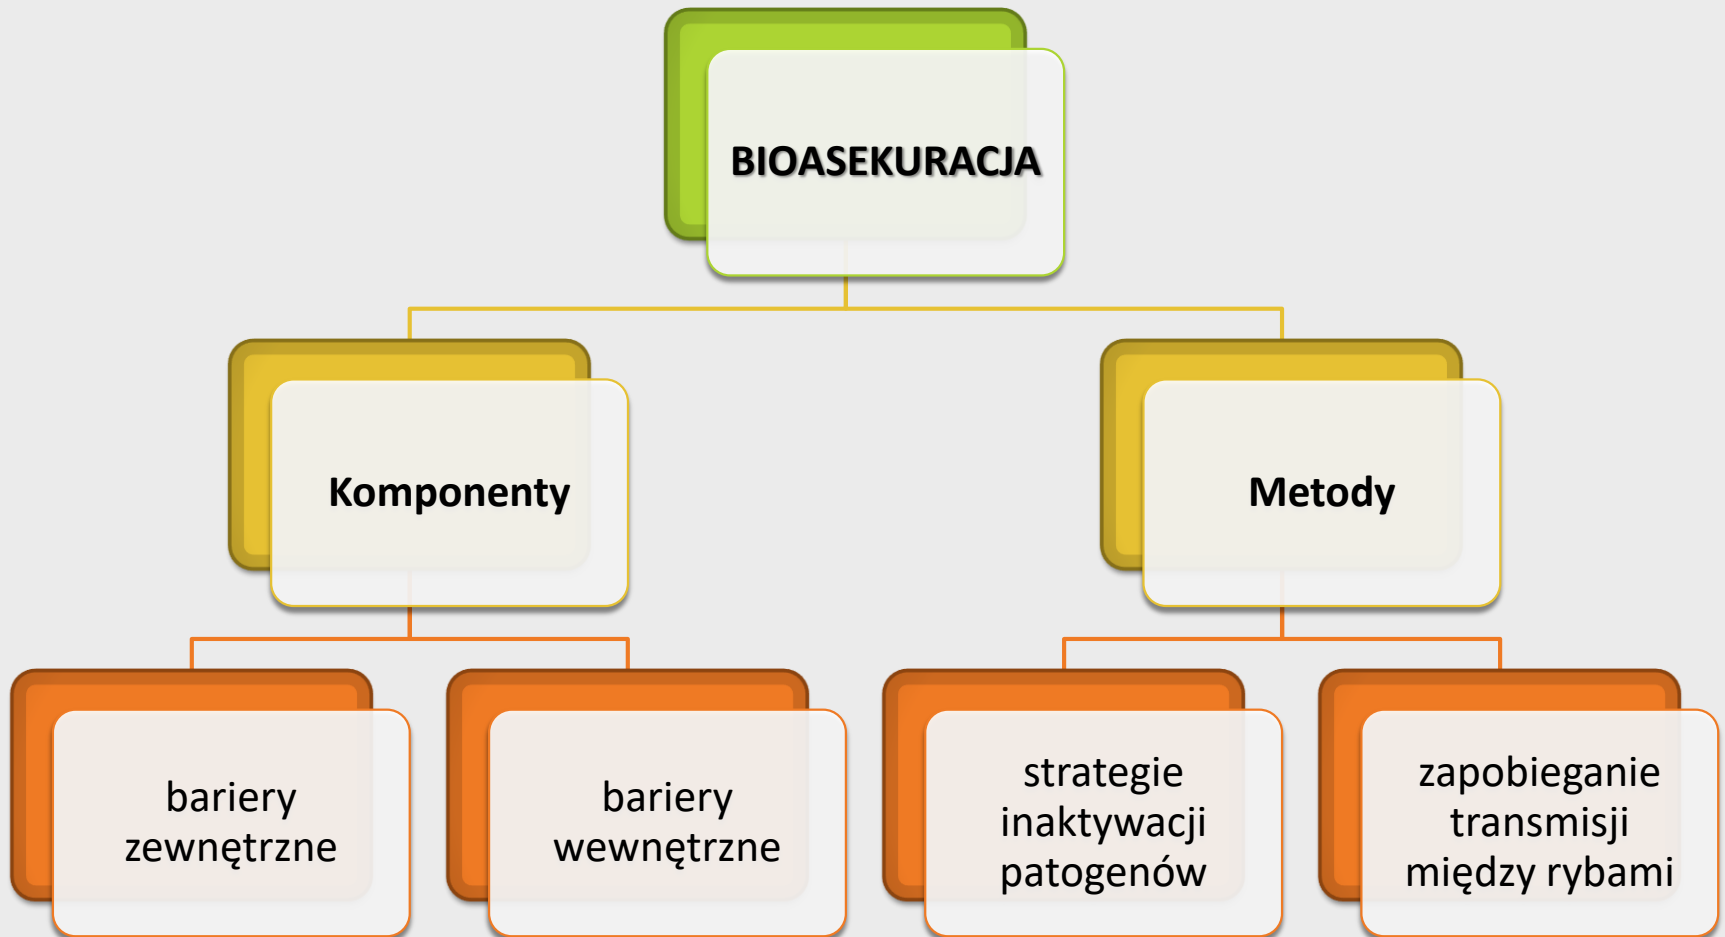 BIOASEKURACJA
Komponenty
Metody
bariery
zewnętrzne
bariery
wewnętrzne
strategie
inaktywacji
patogenów
zapobieganie
transmisji
między rybami